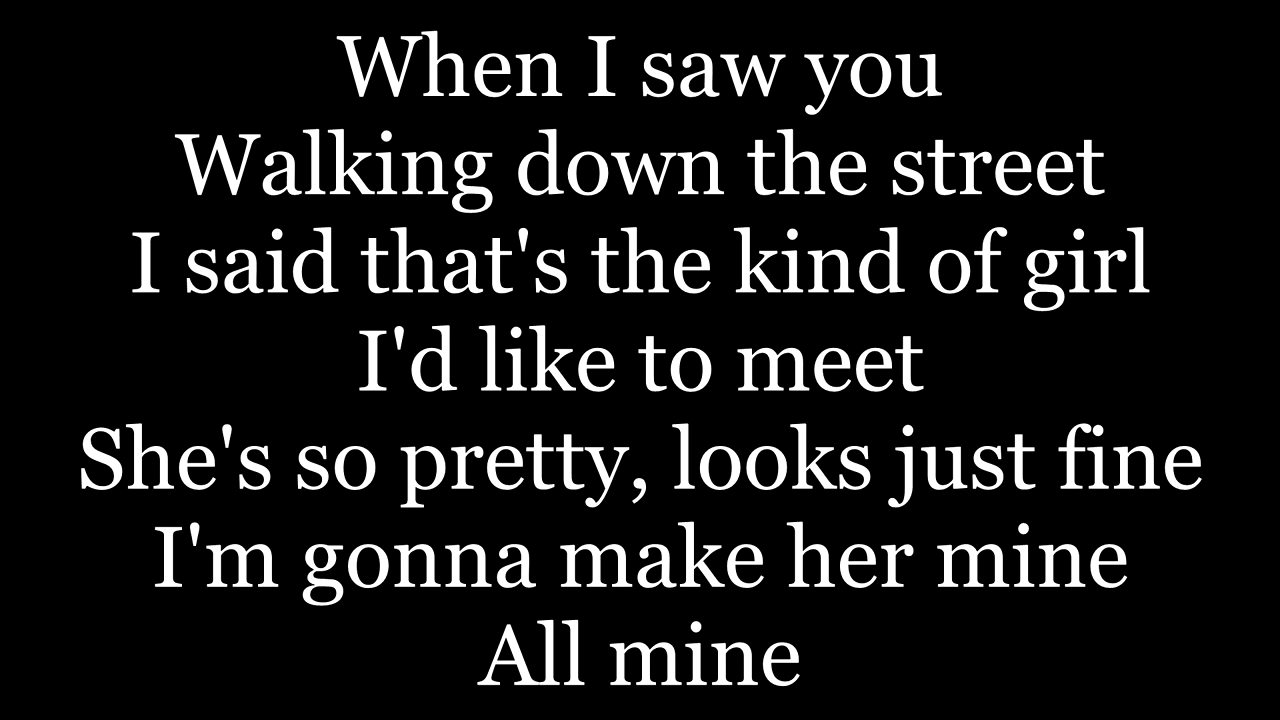 When I saw you
Walking down the street
I said that's the kind of girl
I'd like to meet
She's so pretty, looks just fine
I'm gonna make her mine
All mine